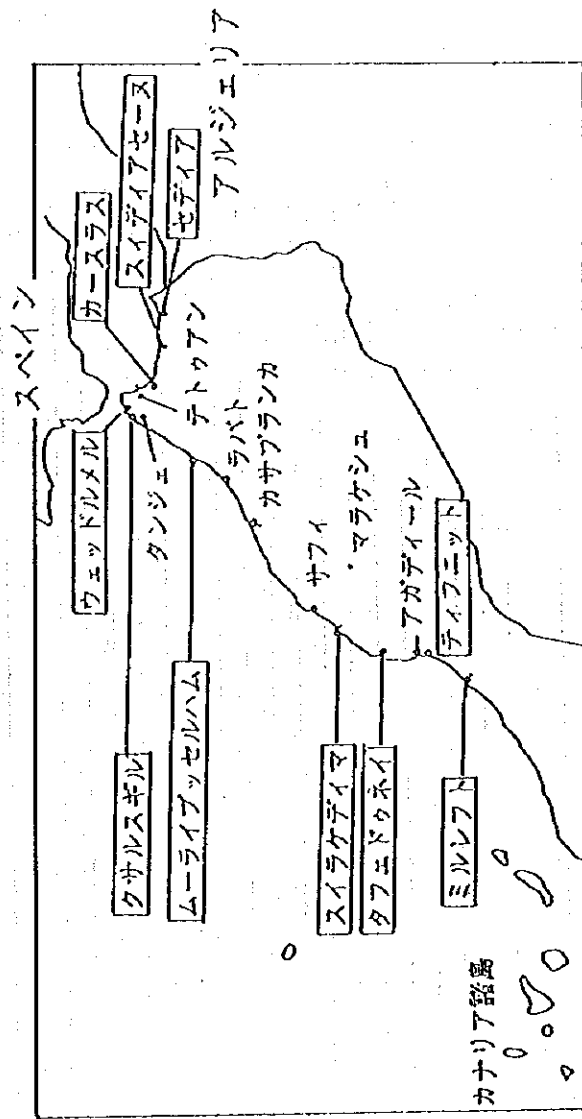 スペイン
カースラス
スイディアセーヌ
セディア
アルジェリア
ウェッドルメル
テトゥアン
タンジェ
ラバト
カサブランカ
クサルスギル
ムーライブッセルハム
サフィ
マラケシュ
アガディール
ティフニット
スイラケディマ
タフェドゥネイ
ミルレフト
カナリア諸島